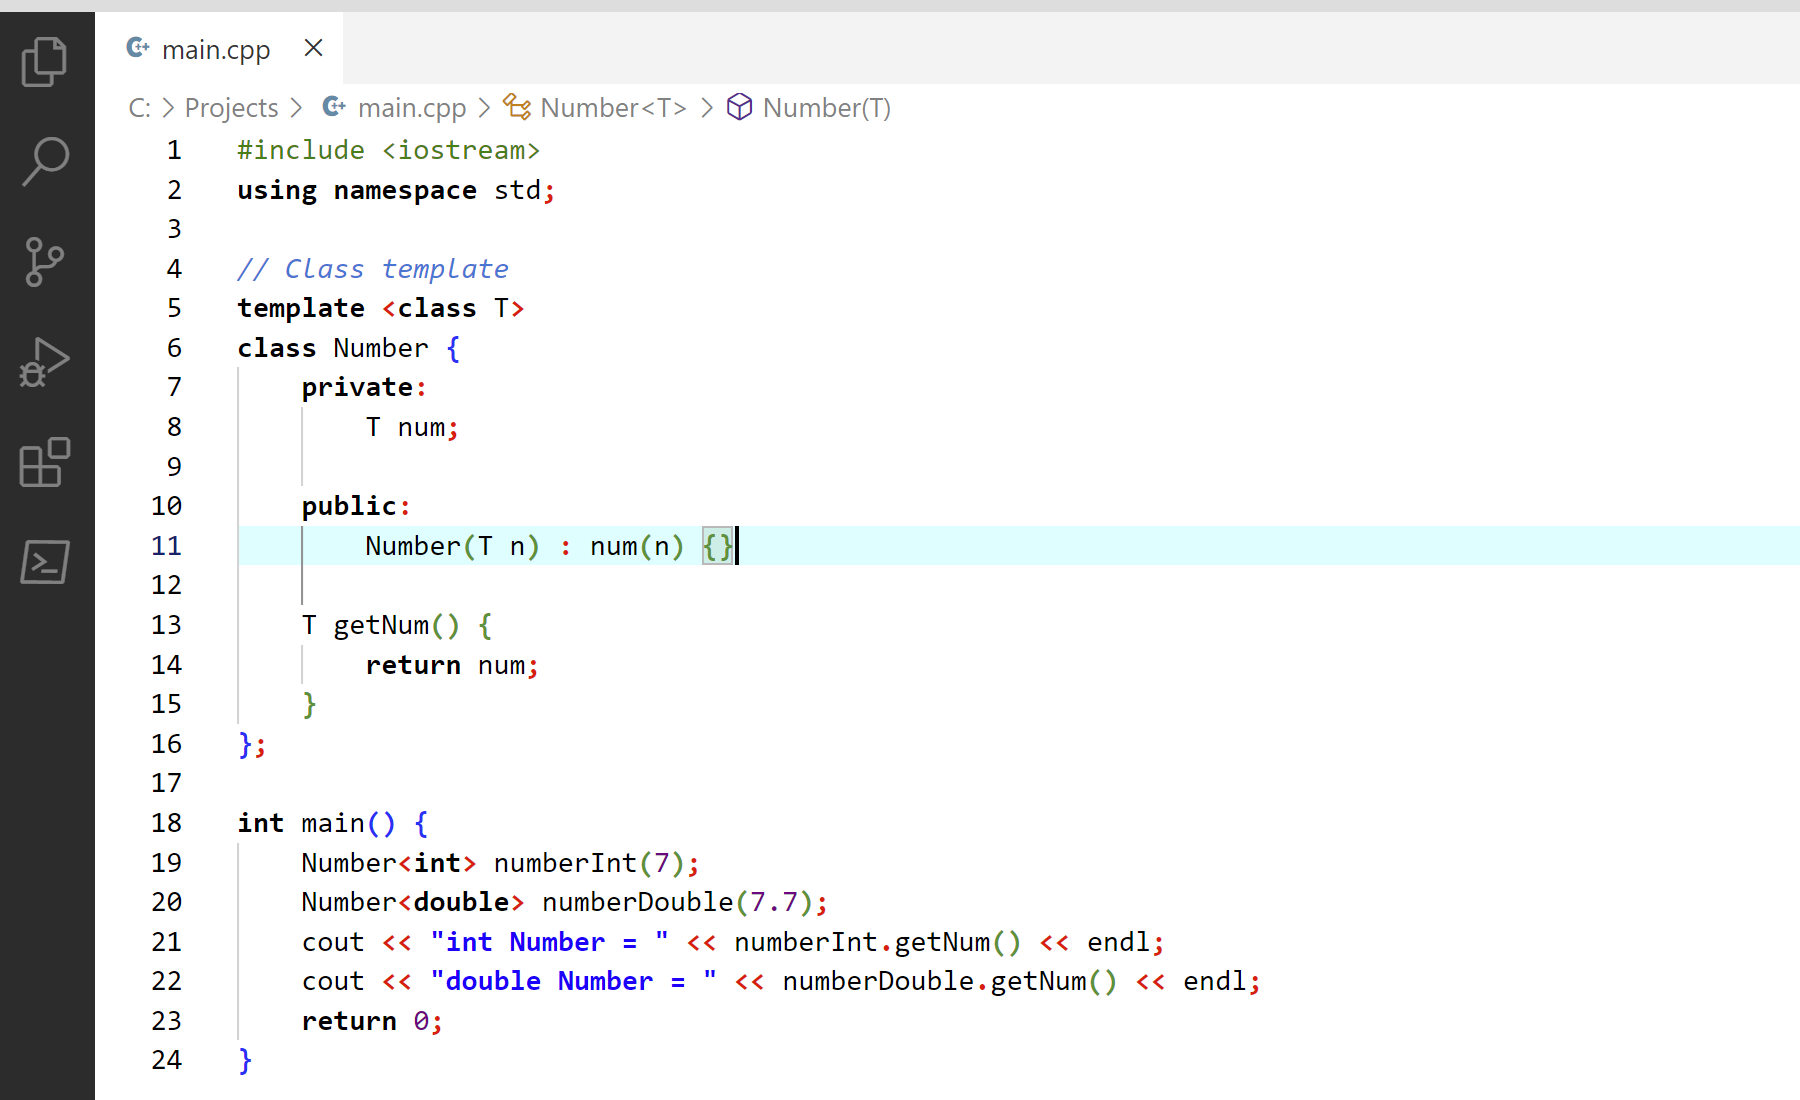 main.cpp
C: > Projects > main.cpp > Number<T> > Number(T)
1 #include <iostream>
2 using namespace std;
3
4 // Class template
5 template <class T>
6 class Number {
7     private:
8         T num;
9
10     public:
11         Number(T n) : num(n) {}
12
13     T getNum() {
14         return num;
15     }
16 };
17
18 int main() {
19     Number<int> numberInt(7);
20     Number<double> numberDouble(7.7);
21     cout << "int Number = " << numberInt.getNum() << endl;
22     cout << "double Number = " << numberDouble.getNum() << endl;
23     return 0;
24 }